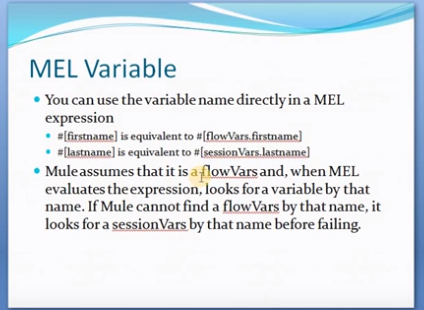 MEL Variable
You can use the variable name directly in a MEL
expression
#[firstname] is equivalent to #[flowVars.firstname]
#[lastname] is equivalent to #[sessionVars.lastname]
Mule assumes that it is a flowVars and, when MEL
evaluates the expression, looks for a variable by that
name. If Mule cannot find a flowVars by that name, it
looks for a sessionVars by that name before failing.